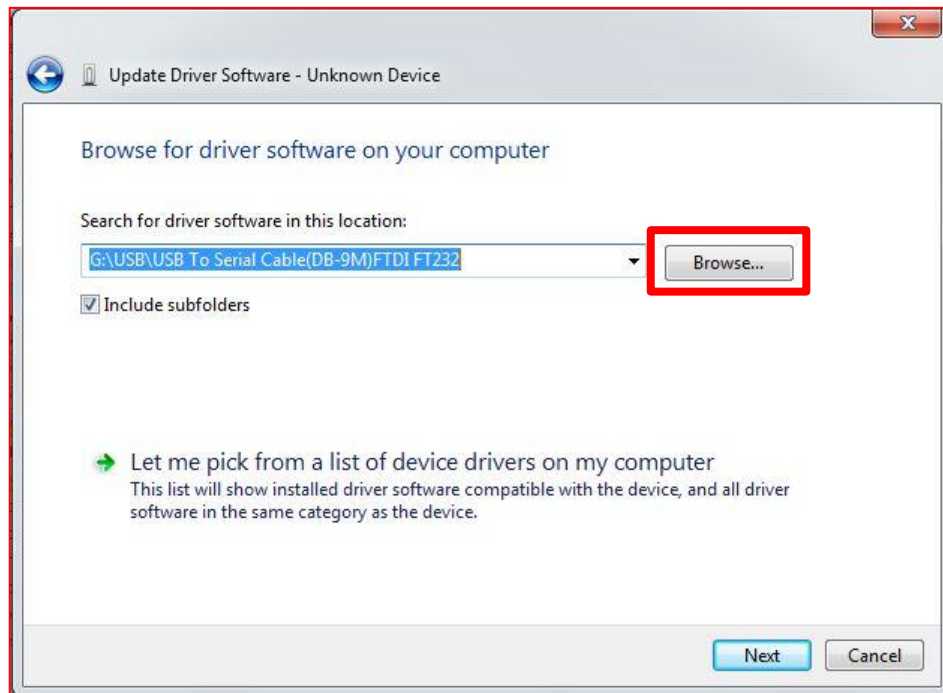 Update Driver Software - Unknown Device
Browse for driver software on your computer
Search for driver software in this location:
G:\USB\USB To Serial Cable(DB-9M)FTDI FT232
Browse...
Include subfolders
Let me pick from a list of device drivers on my computer
This list will show installed driver software compatible with the device, and all driver
software in the same category as the device.
Next
Cancel